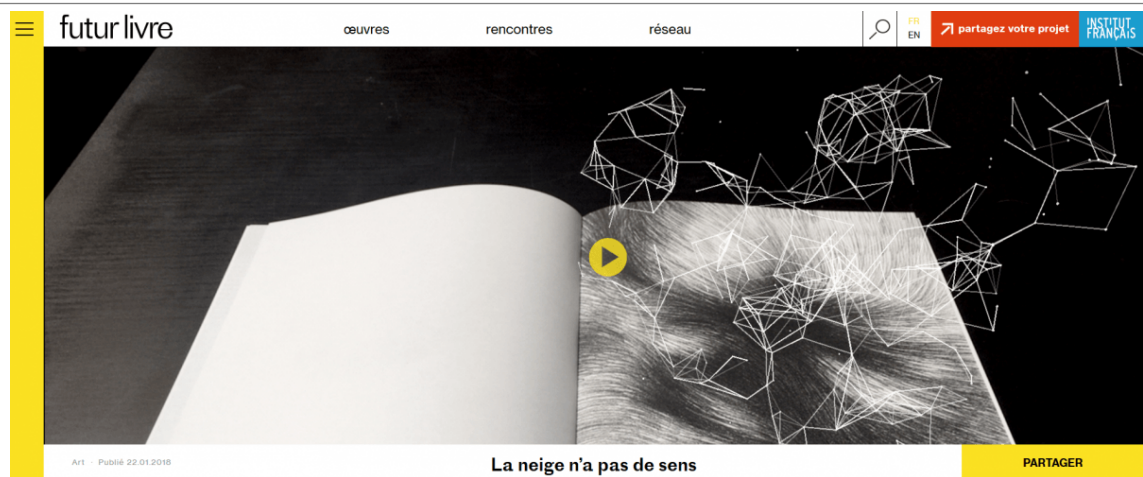 futur livre
œuvres
rencontres
réseau
FR
EN
partagez votre projet
INSTITUT
FRANÇAIS
Art · Publié 22.01.2018
La neige n'a pas de sens
PARTAGER